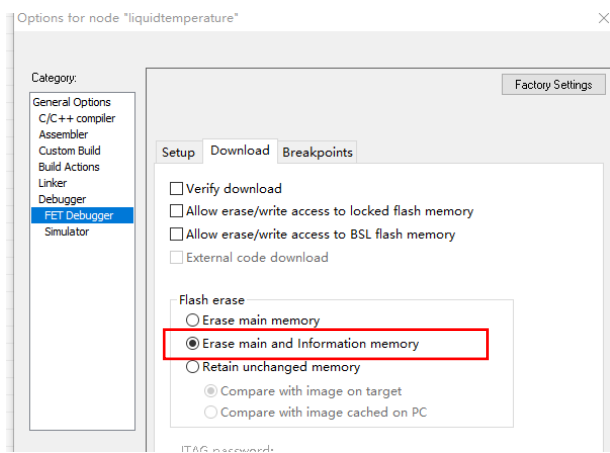 Options for node "liquidtemperature"
Category:
Factory Settings
General Options
C/C++ compiler
Assembler
Custom Build
Build Actions
Linker
Debugger
FET Debugger
Simulator
Setup Download Breakpoints
Verify download
Allow erase/write access to locked flash memory
Allow erase/write access to BSL flash memory
External code download
Flash erase
Erase main memory
Erase main and Information memory
Retain unchanged memory
Compare with image on target
Compare with image cached on PC
JTAG password: